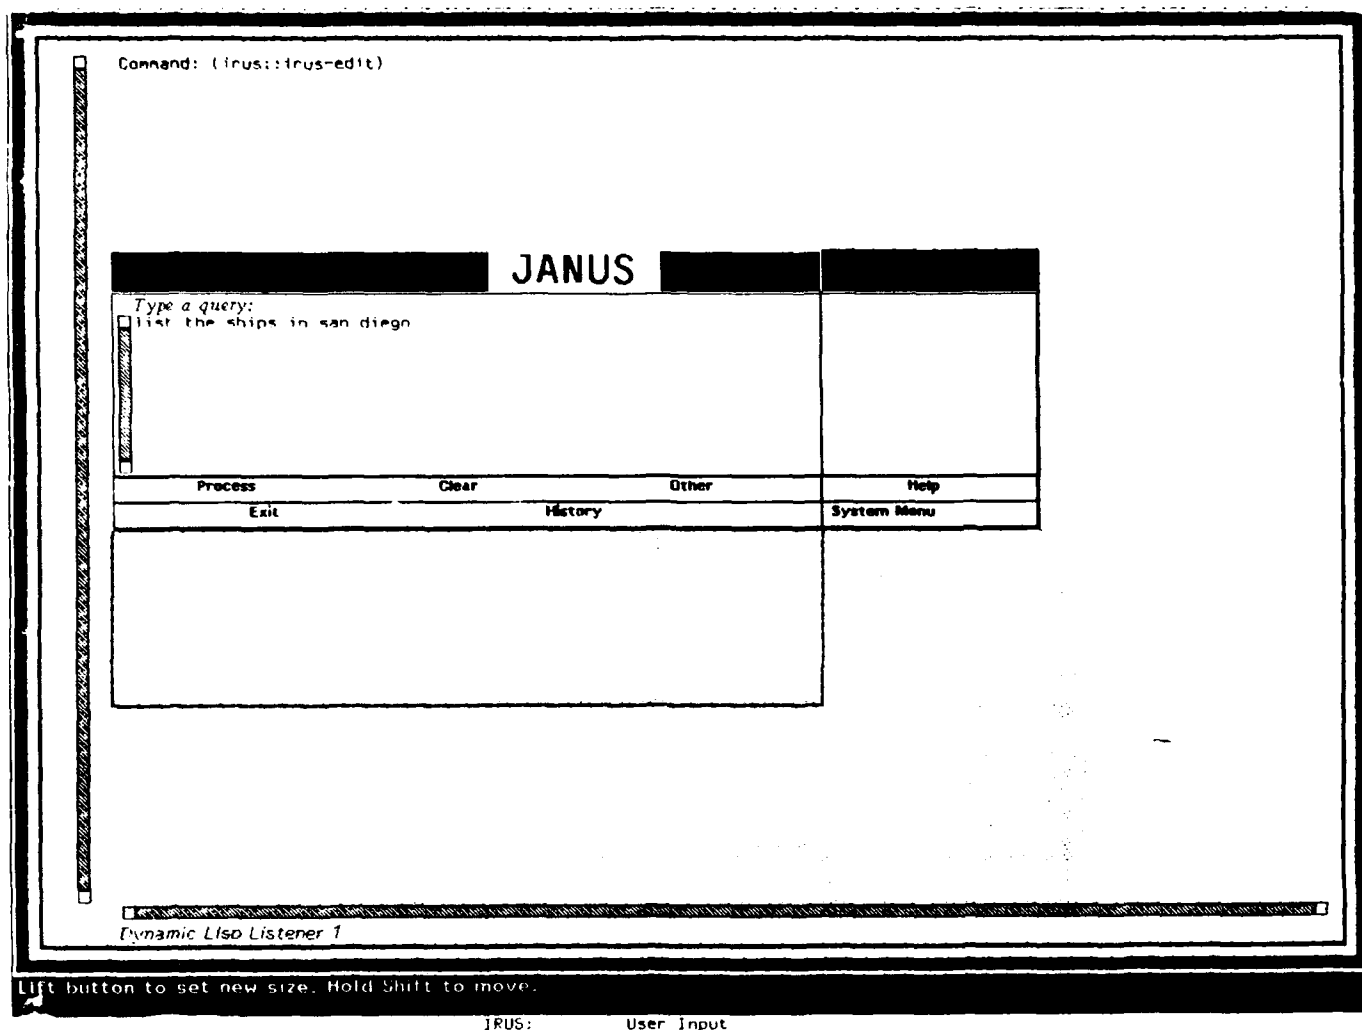 Command: (irus::irus-edit)
JANUS
Type a query:
list the ships in san diego
Process Clear Other Help
Exit History System Menu
Dynamic Lisp Listener 1
Lift button to set new size. Hold Shift to move.
IRUS: User Input